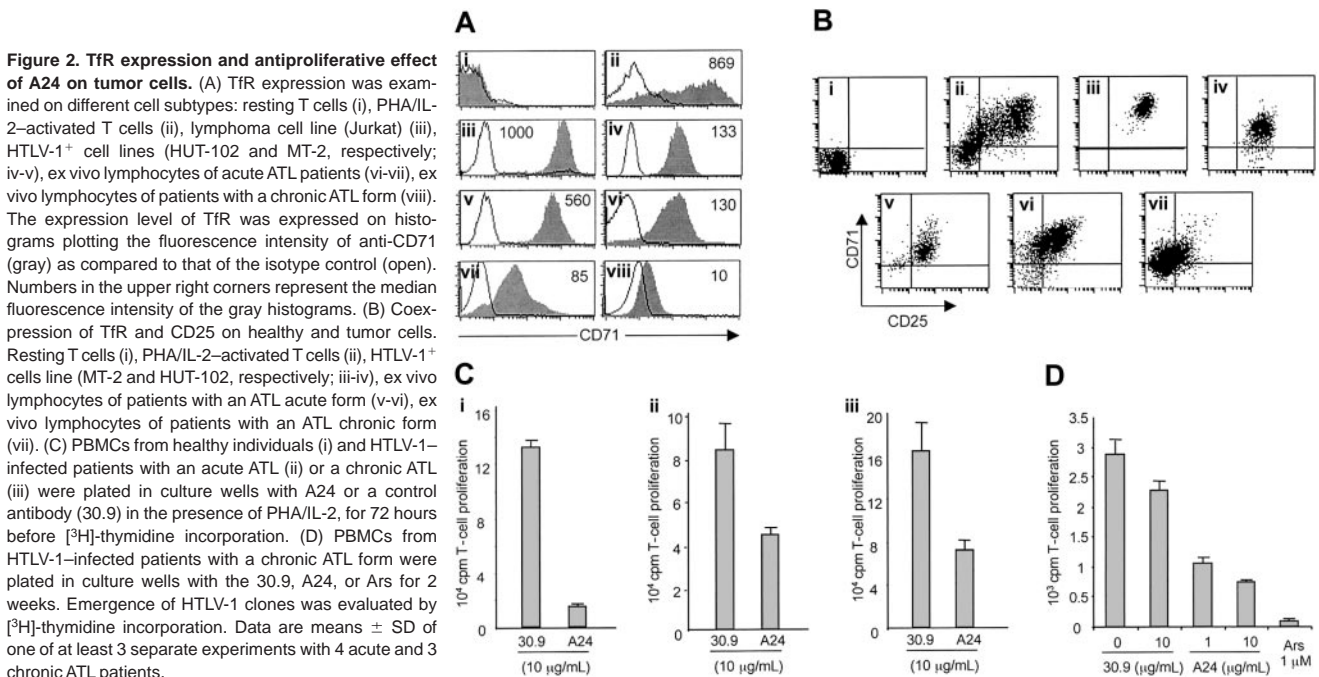 Figure 2. TfR expression and antiproliferative effect
of A24 on tumor cells. (A) TfR expression was exam-
ined on different cell subtypes: resting T cells (i), PHA/IL-
2–activated T cells (ii), lymphoma cell line (Jurkat) (iii),
HTLV-1+ cell lines (HUT-102 and MT-2, respectively;
iv-v), ex vivo lymphocytes of acute ATL patients (vi-vii), ex
vivo lymphocytes of patients with a chronic ATL form (viii).
The expression level of TfR was expressed on histo-
grams plotting the fluorescence intensity of anti-CD71
(gray) as compared to that of the isotype control (open).
Numbers in the upper right corners represent the median
fluorescence intensity of the gray histograms. (B) Coex-
pression of TfR and CD25 on healthy and tumor cells.
Resting T cells (i), PHA/IL-2–activated T cells (ii), HTLV-1+
cells line (MT-2 and HUT-102, respectively; iii-iv), ex vivo
lymphocytes of patients with an ATL acute form (v-vi), ex
vivo lymphocytes of patients with an ATL chronic form
(vii). (C) PBMCs from healthy individuals (i) and HTLV-1–
infected patients with an acute ATL (ii) or a chronic ATL
(iii) were plated in culture wells with A24 or a control
antibody (30.9) in the presence of PHA/IL-2, for 72 hours
before [3H]-thymidine incorporation. (D) PBMCs from
HTLV-1–infected patients with a chronic ATL form were
plated in culture wells with the 30.9, A24, or Ars for 2
weeks. Emergence of HTLV-1 clones was evaluated by
[3H]-thymidine incorporation. Data are means ± SD of
one of at least 3 separate experiments with 4 acute and 3
chronic ATL patients.
A
i
ii 869
iii 1000
iv 133
v 560
vi 130
vii 85
viii 10
CD71
B
i
ii
iii
iv
v
vi
vii
CD71
CD25
C
i
16
12
8
4
0
10⁴ cpm T-cell proliferation
30.9 A24
(10 µg/mL)
ii
10
8
6
4
2
0
10⁴ cpm T-cell proliferation
30.9 A24
(10 µg/mL)
iii
20
16
12
8
4
0
10⁴ cpm T-cell proliferation
30.9 A24
(10 µg/mL)
D
3.5
3
2.5
2
1.5
1
0.5
0
10³ cpm T-cell proliferation
0 10 1 10
30.9 (µg/mL) A24 (µg/mL)
Ars
1 µM